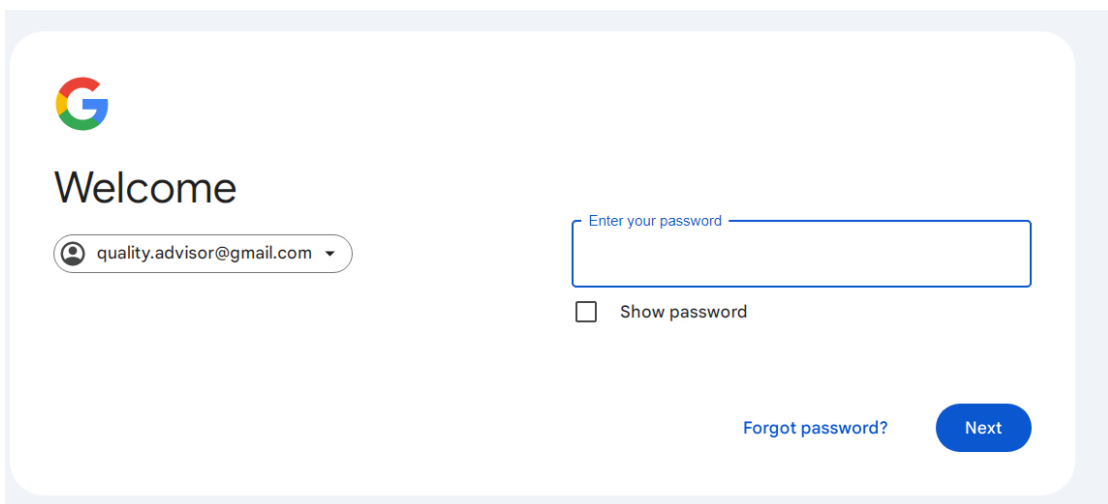 Welcome
quality.advisor@gmail.com
Enter your password
Show password
Forgot password?
Next